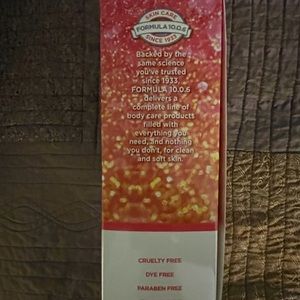 SKIN CARE
FORMULA 10.0.6
SINCE 1933
Backed by the
same science
you've trusted
since 1933,
FORMULA 10.0.6
delivers a
complete line of
body care products
filled with
everything you
need, and nothing
you don't, for clean
and soft skin.
CRUELTY FREE
DYE FREE
PARABEN FREE